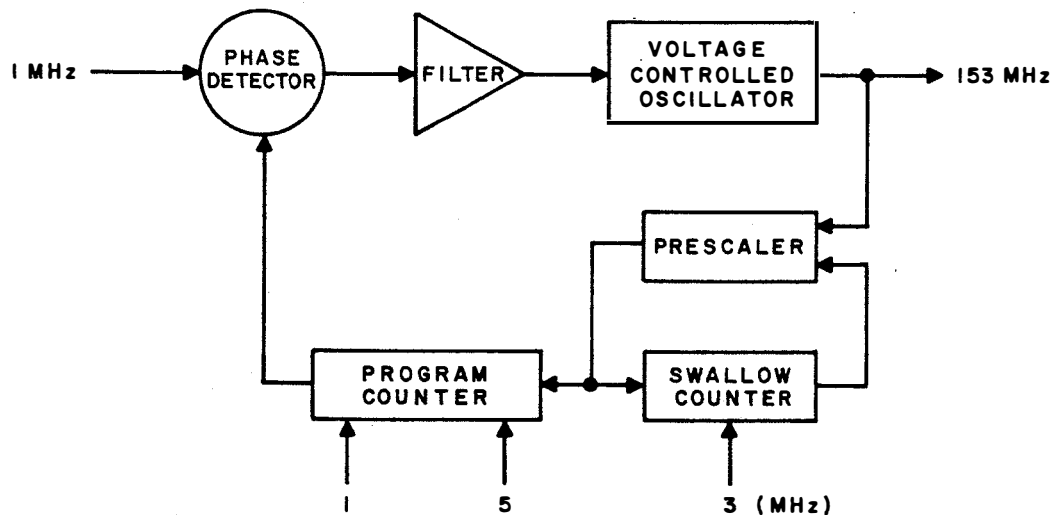 1 MHz
PHASE
DETECTOR
FILTER
VOLTAGE
CONTROLLED
OSCILLATOR
153 MHz
PRESCALER
PROGRAM
COUNTER
SWALLOW
COUNTER
1
5
3 (MHz)